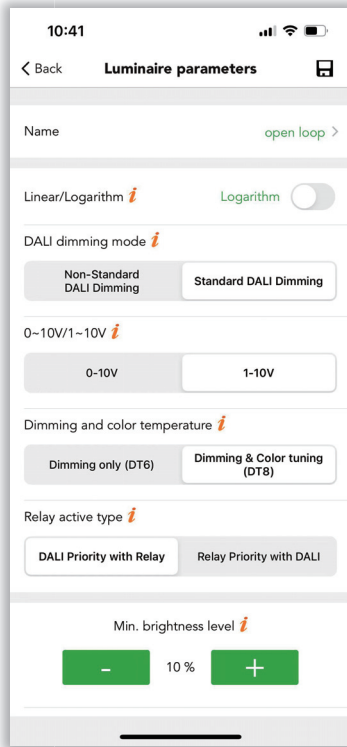 10:41
Back Luminaire parameters
Name open loop >
Linear/Logarithm i Logarithm
DALI dimming mode i
Non-Standard
DALI Dimming
Standard DALI Dimming
0~10V/1~10V i
0-10V 1-10V
Dimming and color temperature i
Dimming only (DT6)
Dimming & Color tuning
(DT8)
Relay active type i
DALI Priority with Relay Relay Priority with DALI
Min. brightness level i
- 10 % +